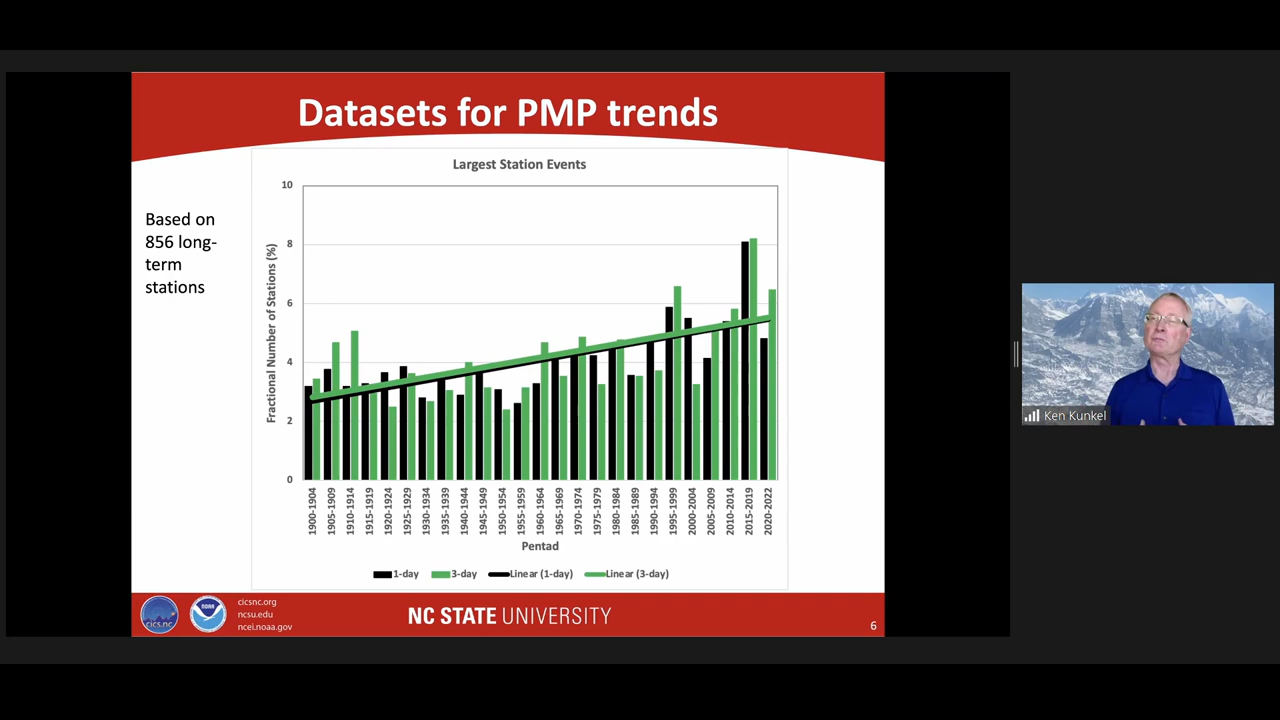 Datasets for PMP trends
Largest Station Events
Based on
856 long-
term
stations
Fractional Number of Stations (%)
10
8
6
4
2
0
1900-1904
1905-1909
1910-1914
1915-1919
1920-1924
1925-1929
1930-1934
1935-1939
1940-1944
1945-1949
1950-1954
1955-1959
1960-1964
1965-1969
1970-1974
1975-1979
1980-1984
1985-1989
1990-1994
1995-1999
2000-2004
2005-2009
2010-2014
2015-2019
2020-2022
Pentad
1-day 3-day Linear (1-day) Linear (3-day)
cics.nc
NOAA
cicsnc.org
ncsu.edu
ncei.noaa.gov
NC STATE UNIVERSITY
6
Ken Kunkel